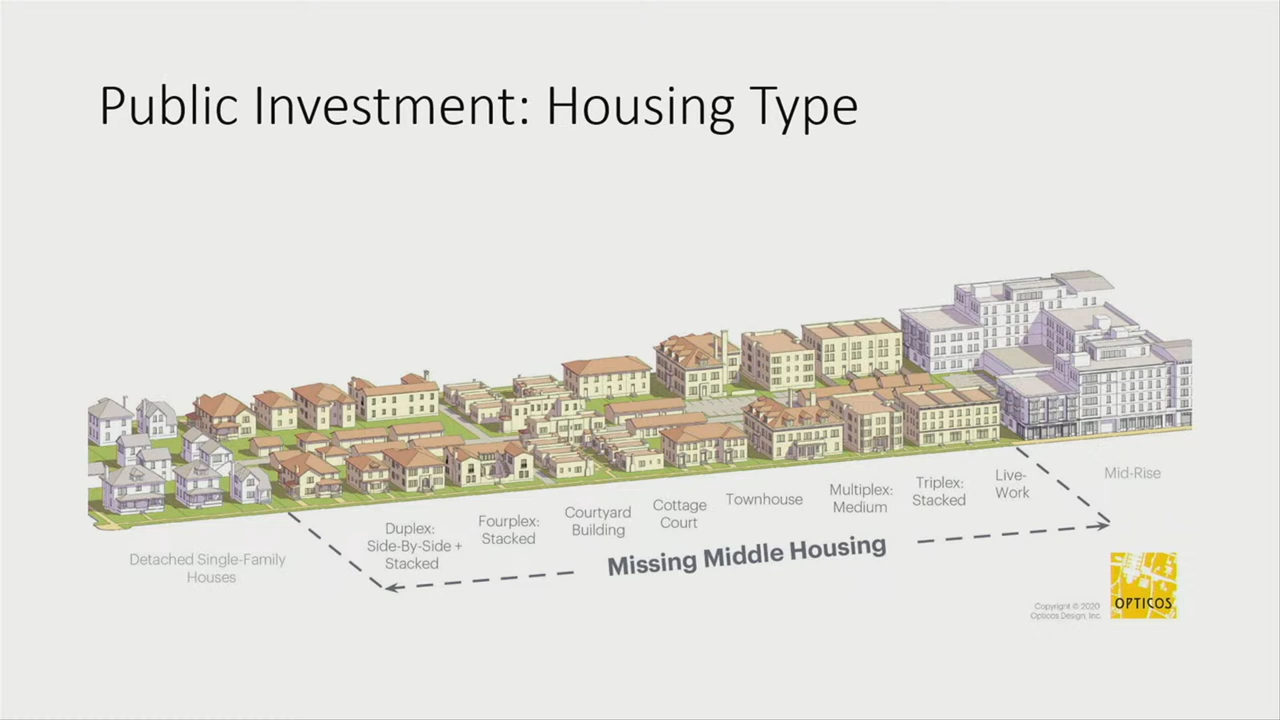 Public Investment: Housing Type
Detached Single-Family
Houses
Duplex:
Side-By-Side +
Stacked
Fourplex:
Stacked
Courtyard
Building
Cottage
Court
Townhouse
Multiplex:
Medium
Triplex:
Stacked
Live-
Work
Mid-Rise
Missing Middle Housing
Copyright © 2020
Opticos Design, Inc.
OPTICOS